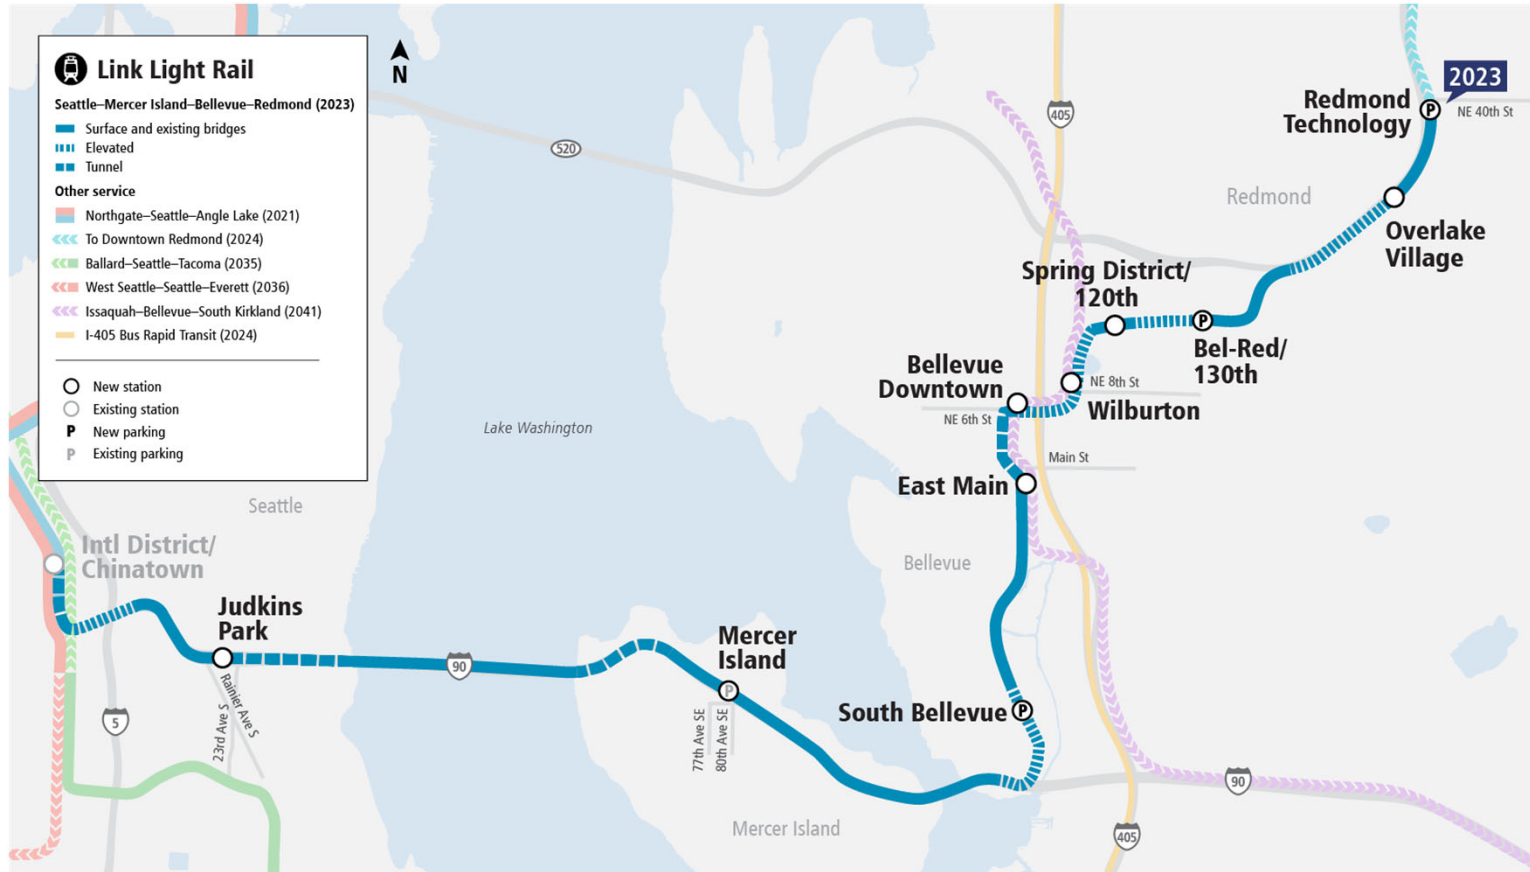 Link Light Rail
Seattle–Mercer Island–Bellevue–Redmond (2023)
Surface and existing bridges
Elevated
Tunnel
Other service
Northgate–Seattle–Angle Lake (2021)
To Downtown Redmond (2024)
Ballard–Seattle–Tacoma (2035)
West Seattle–Seattle–Everett (2036)
Issaquah–Bellevue–South Kirkland (2041)
I-405 Bus Rapid Transit (2024)
New station
Existing station
P New parking
P Existing parking
N
520
405
2023
Redmond
Technology
P
NE 40th St
Redmond
Overlake
Village
Spring District/
120th
P
Bel-Red/
130th
Bellevue
Downtown
NE 8th St
Wilburton
NE 6th St
Main St
East Main
Lake Washington
Seattle
Intl District/
Chinatown
Bellevue
Judkins
Park
90
Mercer
Island
P
South Bellevue
P
Rainier Ave S
23rd Ave S
5
77th Ave SE
80th Ave SE
90
Mercer Island
405